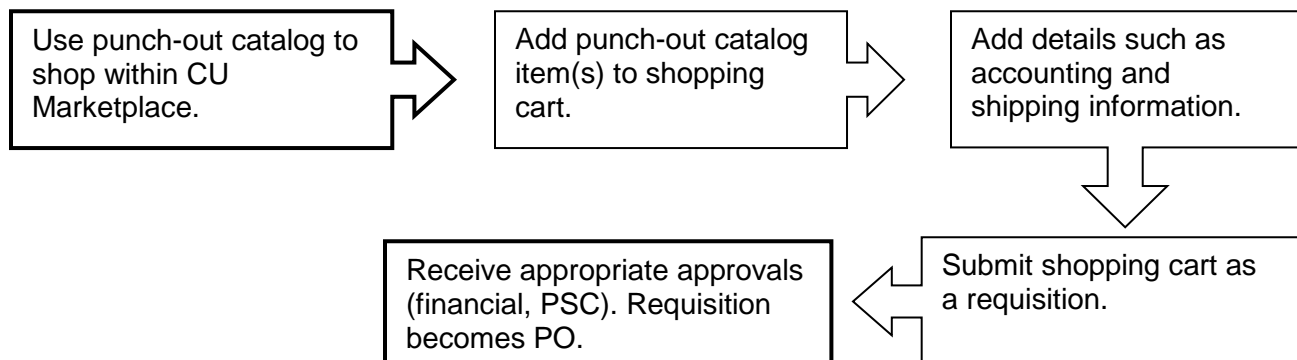 Use punch-out catalog to
shop within CU
Marketplace.
Add punch-out catalog
item(s) to shopping
cart.
Add details such as
accounting and
shipping information.
Submit shopping cart as
a requisition.
Receive appropriate approvals
(financial, PSC). Requisition
becomes PO.